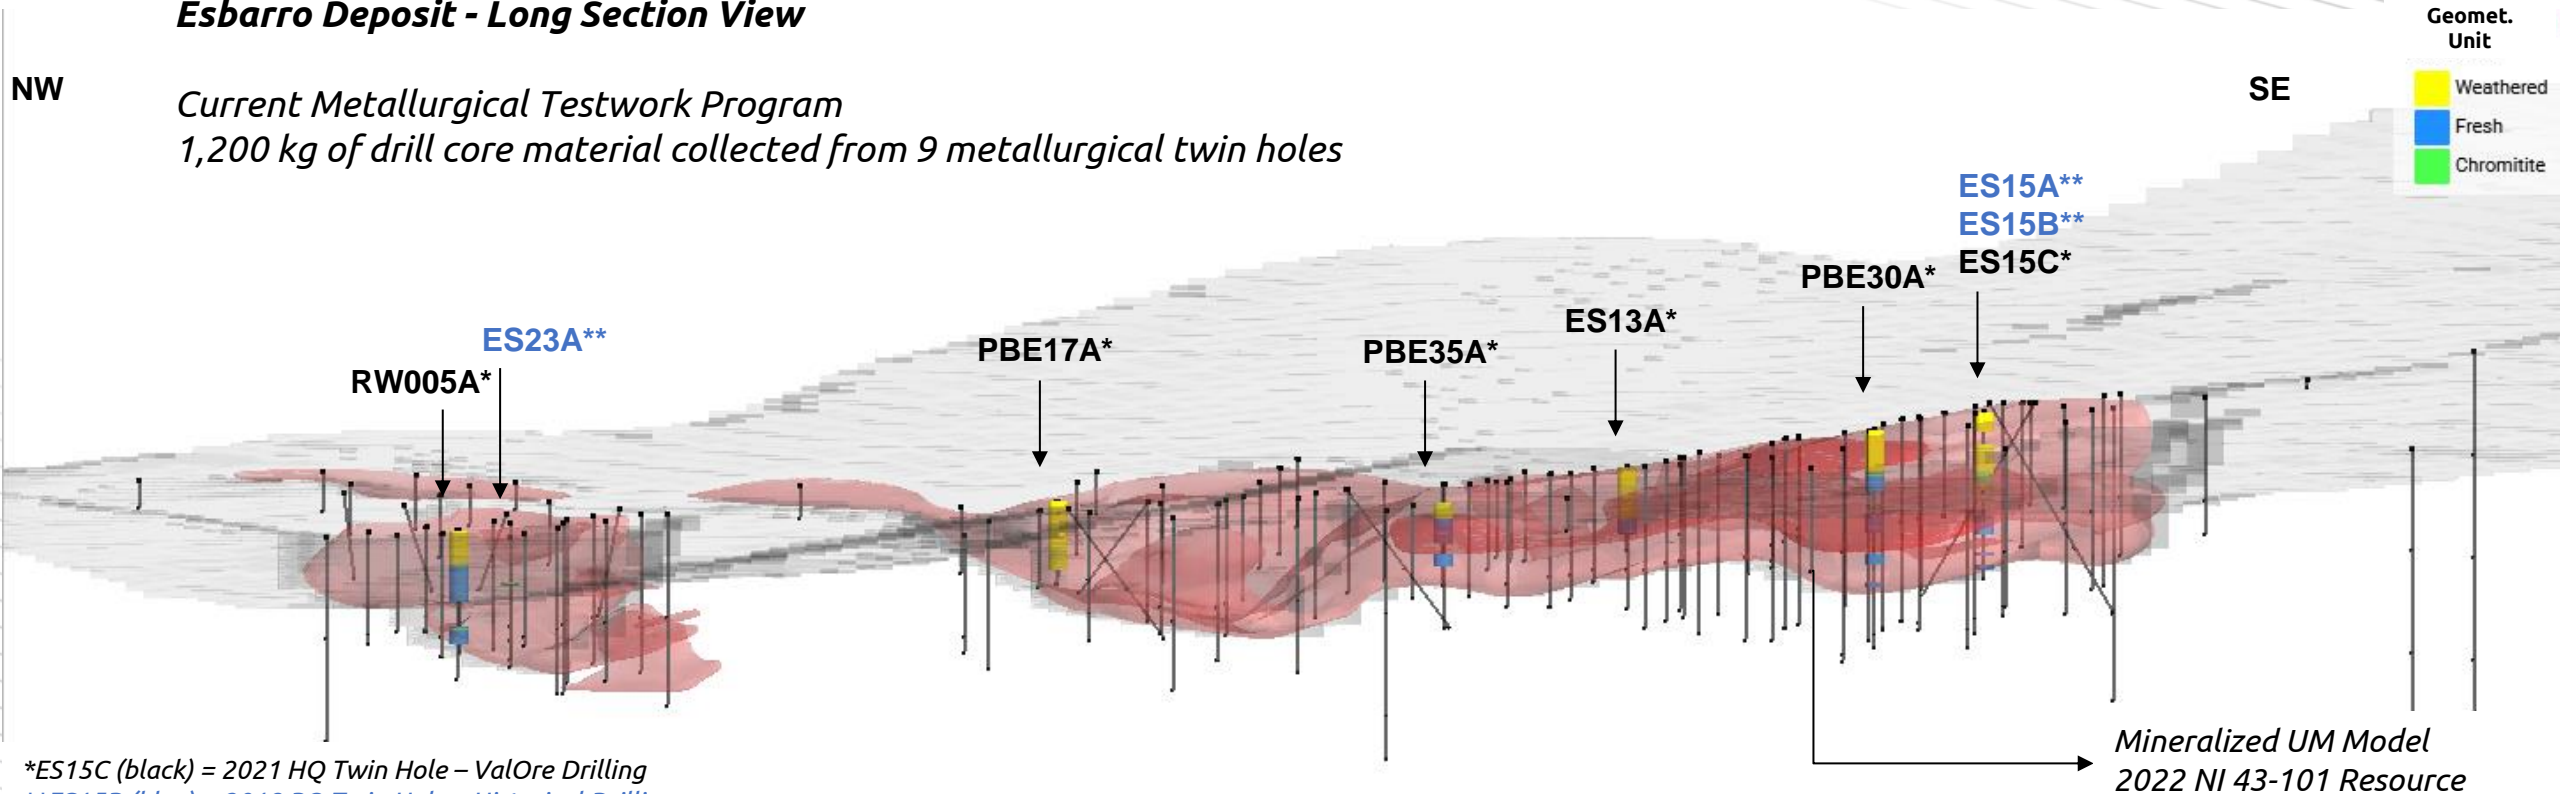 Esbarro Deposit - Long Section View
NW
Current Metallurgical Testwork Program
1,200 kg of drill core material collected from 9 metallurgical twin holes
SE
Geomet.
Unit
Weathered
Fresh
Chromitite
ES15A**
ES15B**
ES15C*
PBE30A*
ES13A*
PBE35A*
PBE17A*
ES23A**
RW005A*
Mineralized UM Model
2022 NI 43-101 Resource
*ES15C (black) = 2021 HQ Twin Hole – ValOre Drilling